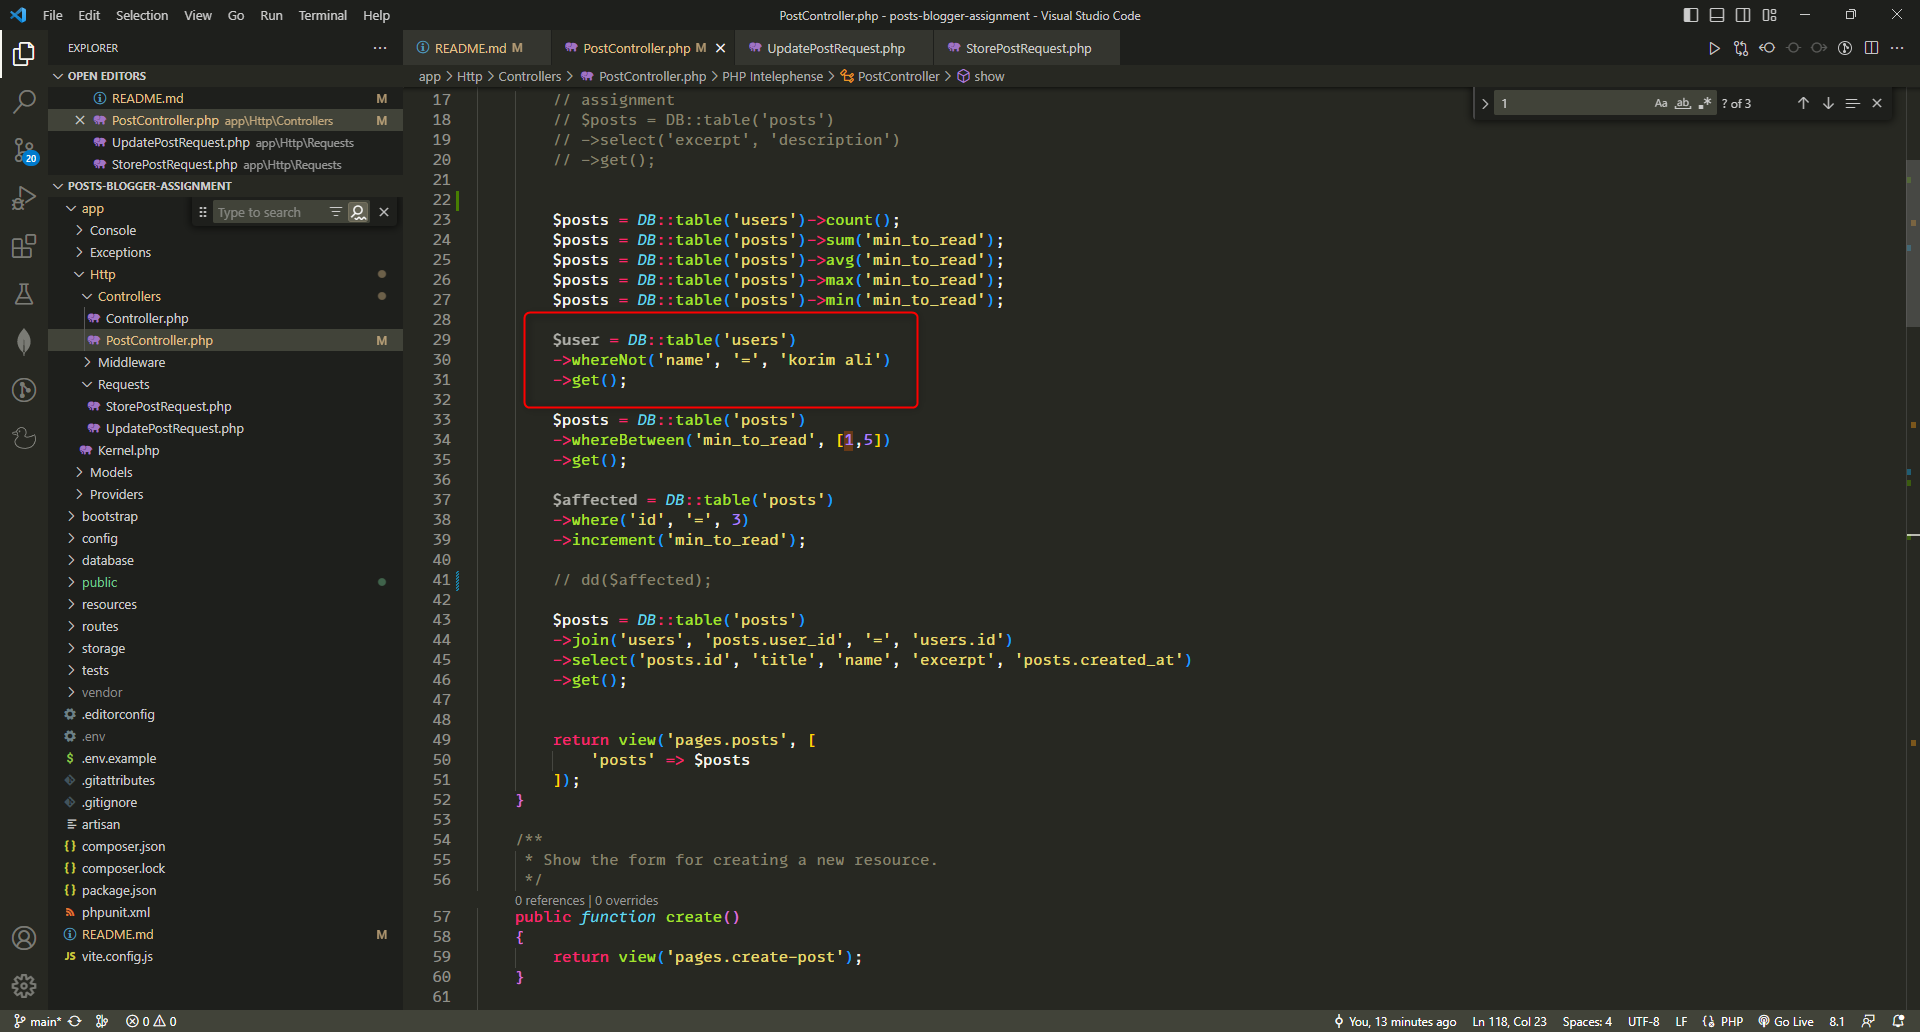 File Edit Selection View Go Run Terminal Help
PostController.php - posts-blogger-assignment - Visual Studio Code
EXPLORER
OPEN EDITORS
README.md M
PostController.php app\Http\Controllers M
UpdatePostRequest.php app\Http\Requests
StorePostRequest.php app\Http\Requests
POSTS-BLOGGER-ASSIGNMENT
app
Type to search
Console
Exceptions
Http
Controllers
Controller.php
PostController.php M
Middleware
Requests
StorePostRequest.php
UpdatePostRequest.php
Kernel.php
Models
Providers
bootstrap
config
database
public
resources
routes
storage
tests
vendor
.editorconfig
.env
$ .env.example
.gitattributes
.gitignore
artisan
{} composer.json
{} composer.lock
{} package.json
phpunit.xml
README.md M
JS vite.config.js
20
README.md M
PostController.php M
UpdatePostRequest.php
StorePostRequest.php
app > Http > Controllers > PostController.php > PHP Intelephense > PostController > show
1 Aa ab .* ? of 3
17 // assignment
18 // $posts = DB::table('posts')
19 // ->select('excerpt', 'description')
20 // ->get();
21
22
23 $posts = DB::table('users')->count();
24 $posts = DB::table('posts')->sum('min_to_read');
25 $posts = DB::table('posts')->avg('min_to_read');
26 $posts = DB::table('posts')->max('min_to_read');
27 $posts = DB::table('posts')->min('min_to_read');
28
29 $user = DB::table('users')
30 ->whereNot('name', '=', 'korim ali')
31 ->get();
32
33 $posts = DB::table('posts')
34 ->whereBetween('min_to_read', [1,5])
35 ->get();
36
37 $affected = DB::table('posts')
38 ->where('id', '=', 3)
39 ->increment('min_to_read');
40
41 // dd($affected);
42
43 $posts = DB::table('posts')
44 ->join('users', 'posts.user_id', '=', 'users.id')
45 ->select('posts.id', 'title', 'name', 'excerpt', 'posts.created_at')
46 ->get();
47
48
49 return view('pages.posts', [
50 'posts' => $posts
51 ]);
52 }
53
54 /**
55 * Show the form for creating a new resource.
56 */
0 references | 0 overrides
57 public function create()
58 {
59 return view('pages.create-post');
60 }
61
main* 0 0 You, 13 minutes ago Ln 118, Col 23 Spaces: 4 UTF-8 LF {} PHP Go Live 8.1